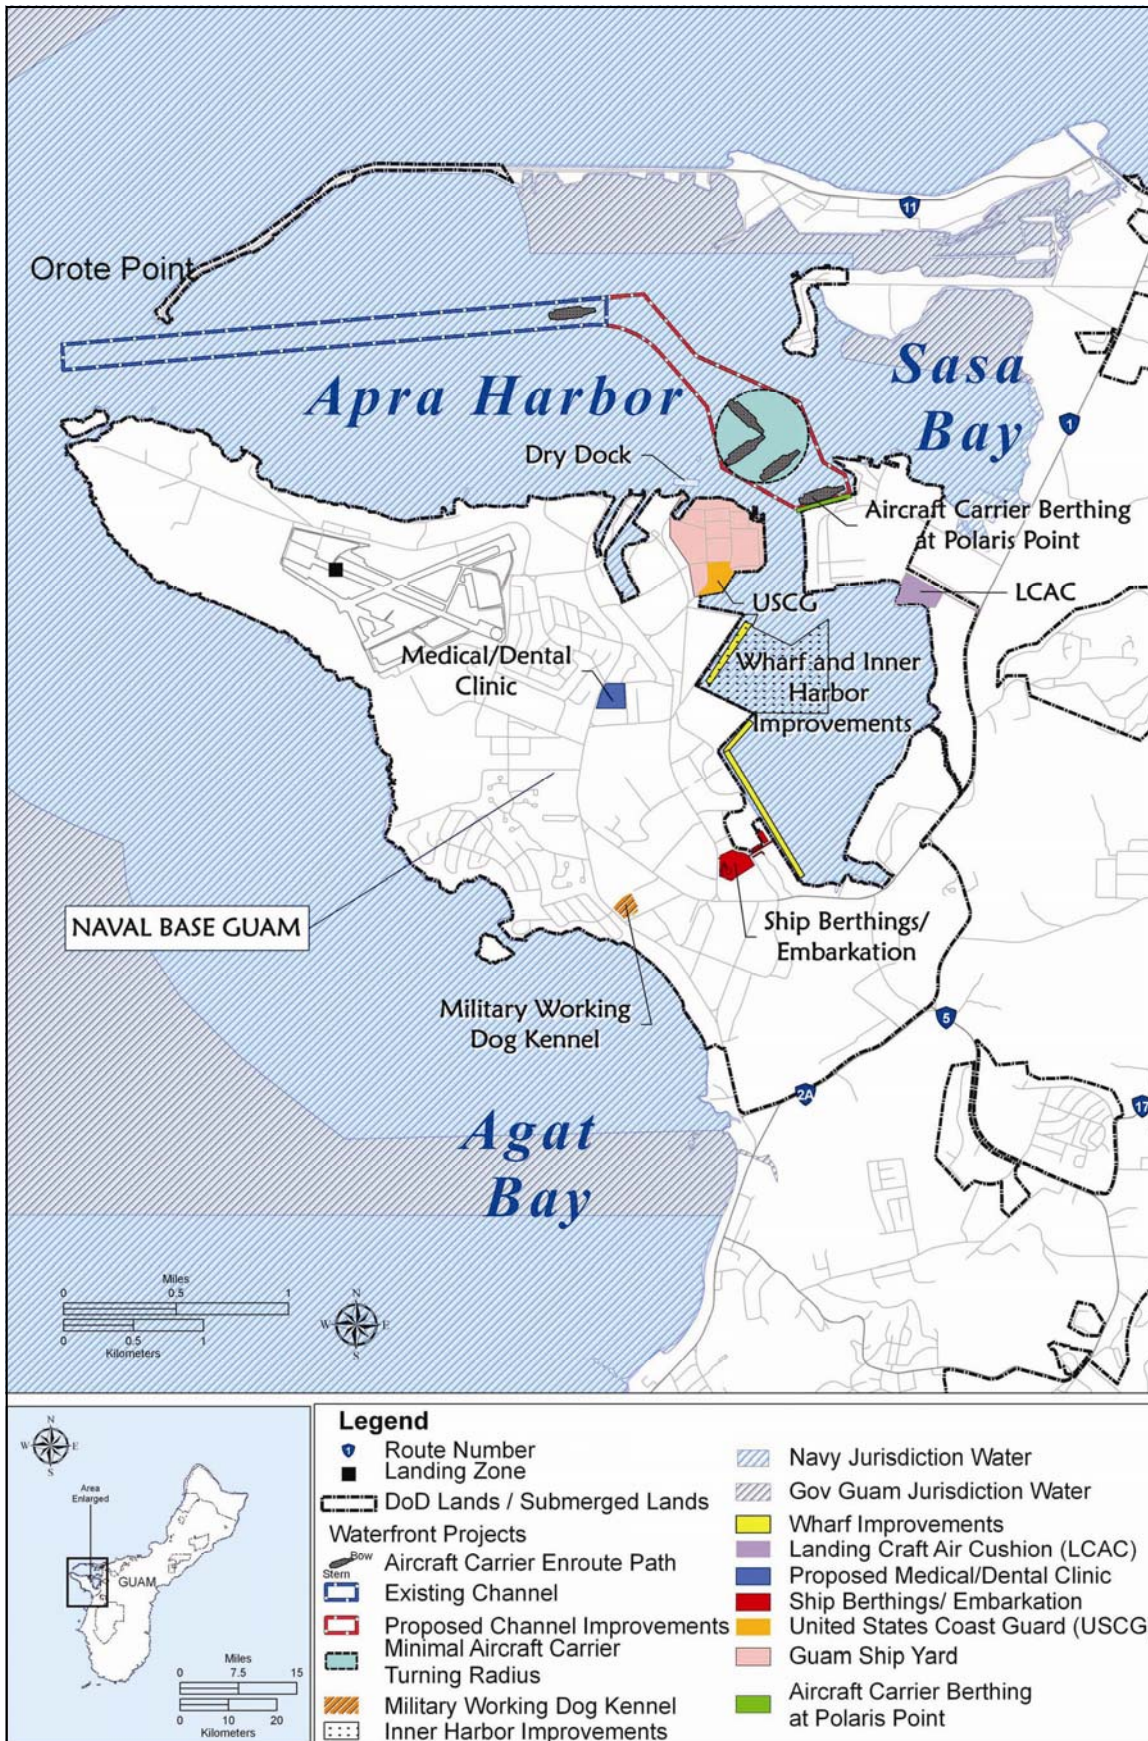 11
Orote Point
Sasa
Bay
Apra Harbor
1
Dry Dock
Aircraft Carrier Berthing
at Polaris Point
USCG
LCAC
Medical/Dental
Clinic
Wharf and Inner
Harbor
Improvements
NAVAL BASE GUAM
Ship Berthings/
Embarkation
Military Working
Dog Kennel
5
2A
17
Agat
Bay
Miles
0 0.5 1
0 0.5 1
Kilometers
N
W E
S
N
W E
S
Area
Enlarged
GUAM
Miles
0 7.5 15
0 10 20
Kilometers
Legend
1 Route Number
Landing Zone
DoD Lands / Submerged Lands
Waterfront Projects
Bow
Stern
Aircraft Carrier Enroute Path
Existing Channel
Proposed Channel Improvements
Minimal Aircraft Carrier
Turning Radius
Military Working Dog Kennel
Inner Harbor Improvements
Navy Jurisdiction Water
Gov Guam Jurisdiction Water
Wharf Improvements
Landing Craft Air Cushion (LCAC)
Proposed Medical/Dental Clinic
Ship Berthings/ Embarkation
United States Coast Guard (USCG
Guam Ship Yard
Aircraft Carrier Berthing
at Polaris Point